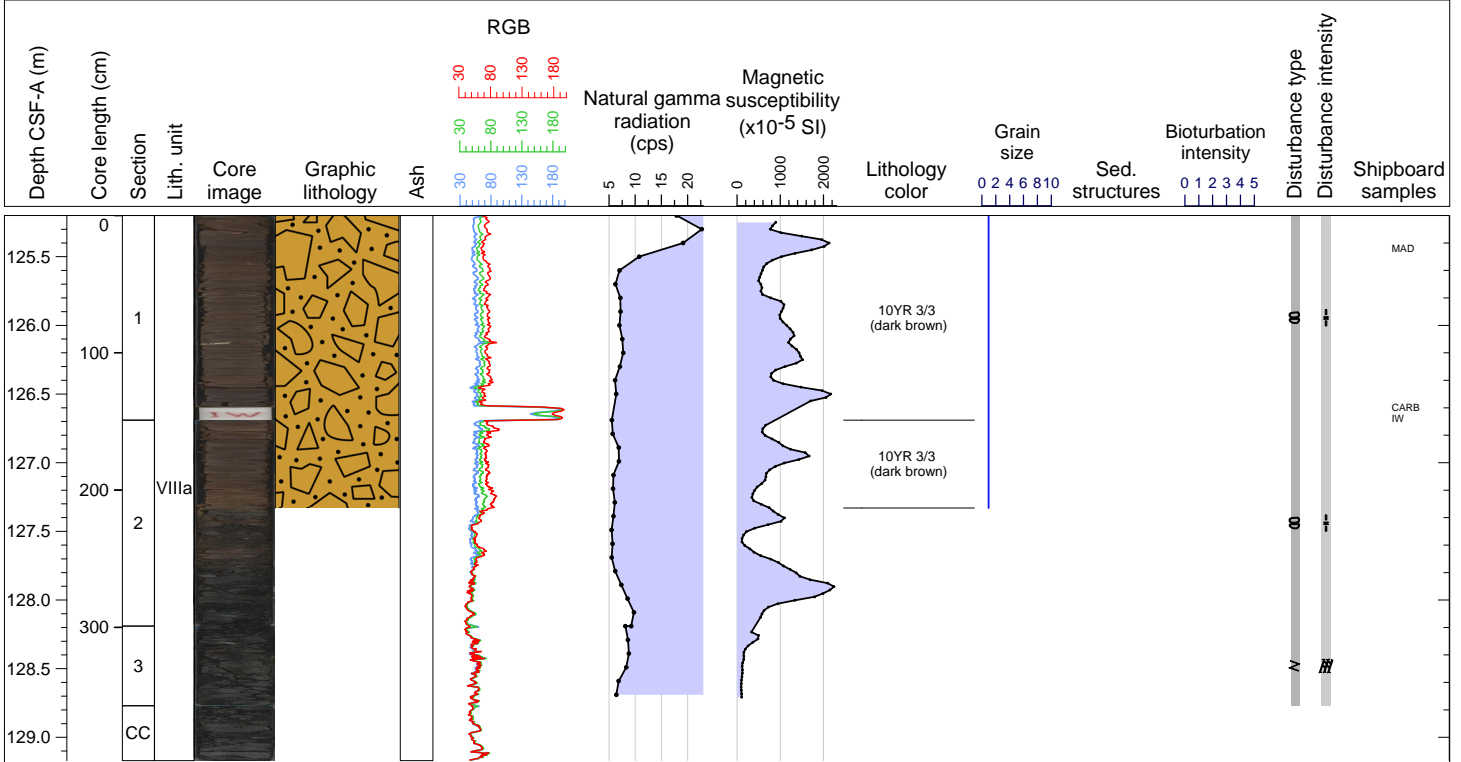 Depth CSF-A (m)
Core length (cm)
Section
Lith. unit
Core
image
Graphic
lithology
Ash
RGB
30 80 130 180
30 80 130 180
30 80 130 180
Natural gamma
radiation
(cps)
5 10 15 20
Magnetic
susceptibility
(x10-5 SI)
0 1000 2000
Lithology
color
Grain
size
0 2 4 6 8 10
Sed.
structures
Bioturbation
intensity
0 1 2 3 4 5
Disturbance type
Disturbance intensity
Shipboard
samples
0
125.5
MAD
10YR 3/3
(dark brown)
1
126.0
100
126.5
IW
CARB
IW
127.0
10YR 3/3
(dark brown)
200
VIIIa
2
127.5
128.0
300
3
128.5
CC
129.0